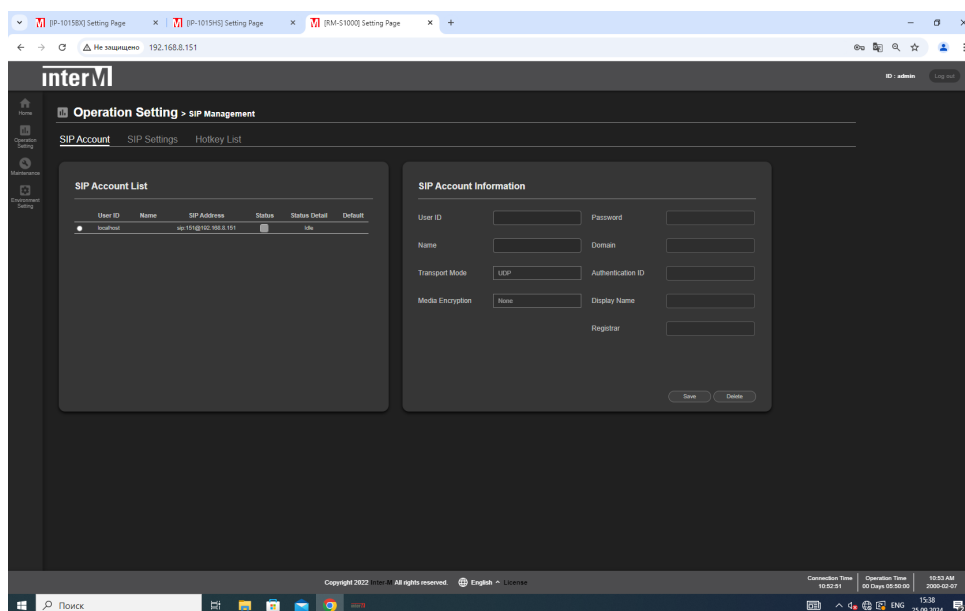 [IP-1015BX] Setting Page
[IP-1015HS] Setting Page
[RM-S1000] Setting Page
Не защищено 192.168.8.151
interM
ID : admin
Log out
Home
Operation Setting
Maintenance
Environment Setting
Operation Setting > SIP Management
SIP Account SIP Settings Hotkey List
SIP Account List
User ID Name SIP Address Status Status Detail Default
localhost sip:151@192.168.8.151 Idle
SIP Account Information
User ID Password
Name Domain
Transport Mode UDP Authentication ID
Media Encryption None Display Name
Registrar
Save Delete
Copyright 2022 Inter-M All rights reserved. English License
Connection Time 10:52:51
Operation Time 00 Days 05:50:00
10:53 AM 2000-02-07
Поиск
ENG
15:38
25.09.2024